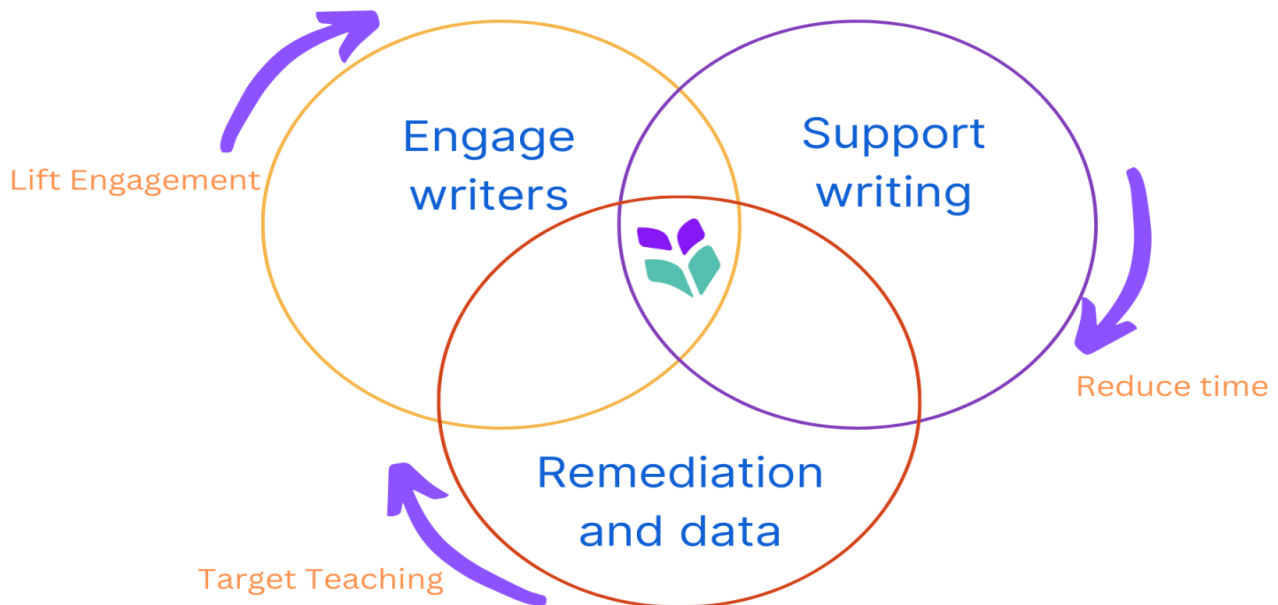 Engage
writers
Support
writing
Lift Engagement
Reduce time
Remediation
and data
Target Teaching